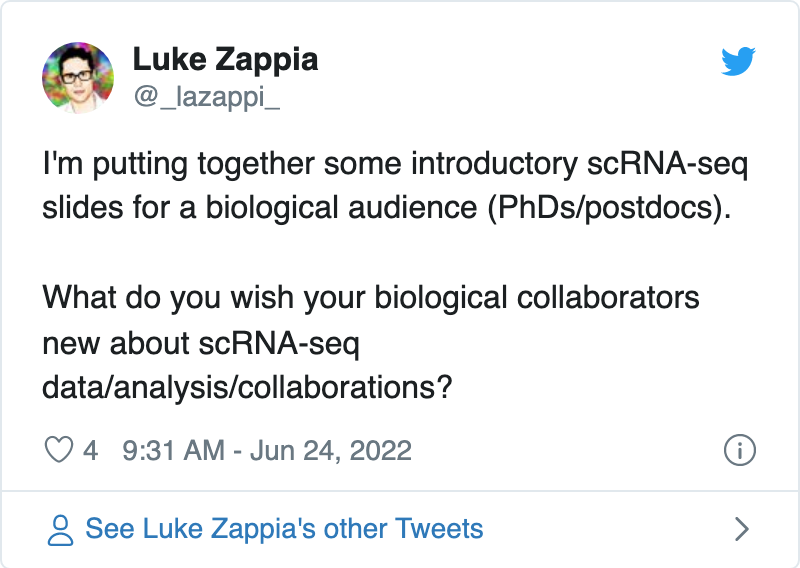 Luke Zappia
@_lazappi_
I'm putting together some introductory scRNA-seq
slides for a biological audience (PhDs/postdocs).
What do you wish your biological collaborators
new about scRNA-seq
data/analysis/collaborations?
4 9:31 AM - Jun 24, 2022
See Luke Zappia's other Tweets